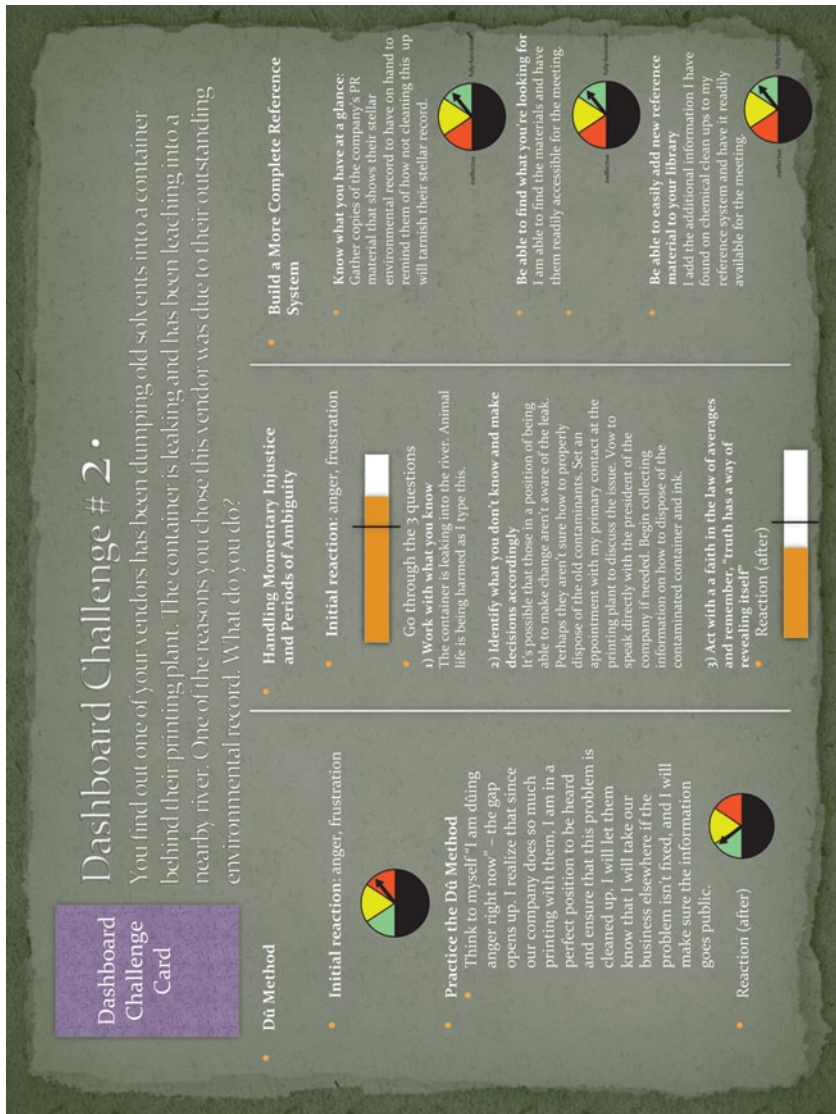 Dashboard
Challenge
Card
Dashboard Challenge # 2 •
You find out one of your vendors has been dumping old solvents into a container
behind their printing plant. The container is leaking and has been leaching into a
nearby river. One of the reasons you chose this vendor was due to their outstanding
environmental record. What do you do?
• Dû Method
• Initial reaction: anger, frustration
• Practice the Dû Method
• Think to myself "I am dûing
anger right now" – the gap
opens up. I realize that since
our company does so much
printing with them, I am in a
perfect position to be heard
and ensure that this problem is
cleaned up. I will let them
know that I will take our
business elsewhere if the
problem isn't fixed, and I will
make sure the information
goes public.
• Reaction (after)
• Handling Momentary Injustice
and Periods of Ambiguity
• Initial reaction: anger, frustration
• Go through the 3 questions
1) Work with what you know
The container is leaking into the river. Animal
life is being harmed as I type this.
2) Identify what you don't know and make
decisions accordingly
It's possible that those in a position of being
able to make change aren't aware of the leak.
Perhaps they aren't sure how to properly
dispose of the old contaminants. Set an
appointment with my primary contact at the
printing plant to discuss the issue. Vow to
speak directly with the president of the
company if needed. Begin collecting
information on how to dispose of the
contaminated container and ink.
3) Act with a a faith in the law of averages
and remember, "truth has a way of
revealing itself"
• Reaction (after)
• Build a More Complete Reference
System
• Know what you have at a glance:
Gather copies of the company's PR
material that shows their stellar
environmental record to have on hand to
remind them of how not cleaning this up
will tarnish their stellar record.
ineffective
fully functional
• Be able to find what you're looking for
I am able to find the materials and have
them readily accessible for the meeting.
•
ineffective
fully functional
• Be able to easily add new reference
material to your library
I add the additional information I have
found on chemical clean ups to my
reference system and have it readily
available for the meeting.
ineffective
fully functional